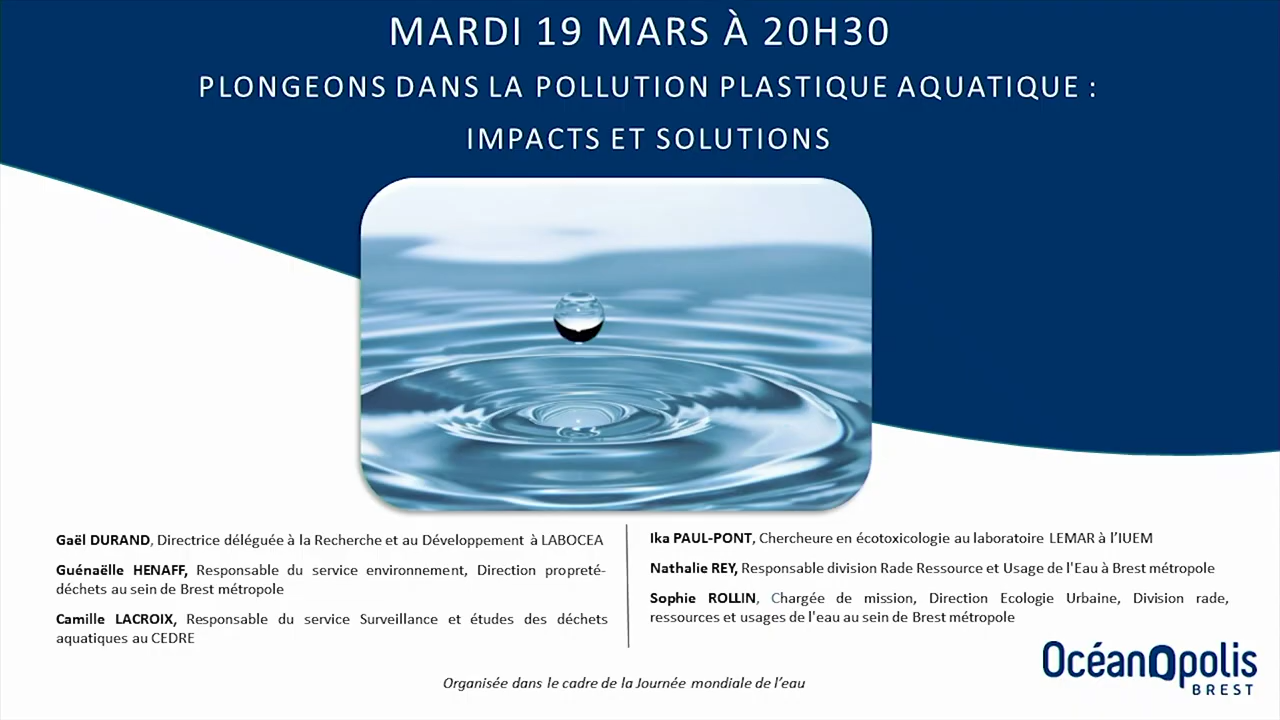 MARDI 19 MARS À 20H30
PLONGEONS DANS LA POLLUTION PLASTIQUE AQUATIQUE :
IMPACTS ET SOLUTIONS
Gaël DURAND, Directrice déléguée à la Recherche et au Développement à LABOCEA
Guénaëlle HENAFF, Responsable du service environnement, Direction propreté-
déchets au sein de Brest métropole
Camille LACROIX, Responsable du service Surveillance et études des déchets
aquatiques au CEDRE
Ika PAUL-PONT, Chercheure en écotoxicologie au laboratoire LEMAR à l'IUEM
Nathalie REY, Responsable division Rade Ressource et Usage de l'Eau à Brest métropole
Sophie ROLLIN, Chargée de mission, Direction Ecologie Urbaine, Division rade,
ressources et usages de l'eau au sein de Brest métropole
Organisée dans le cadre de la Journée mondiale de l'eau
OcéanOpolis
BREST